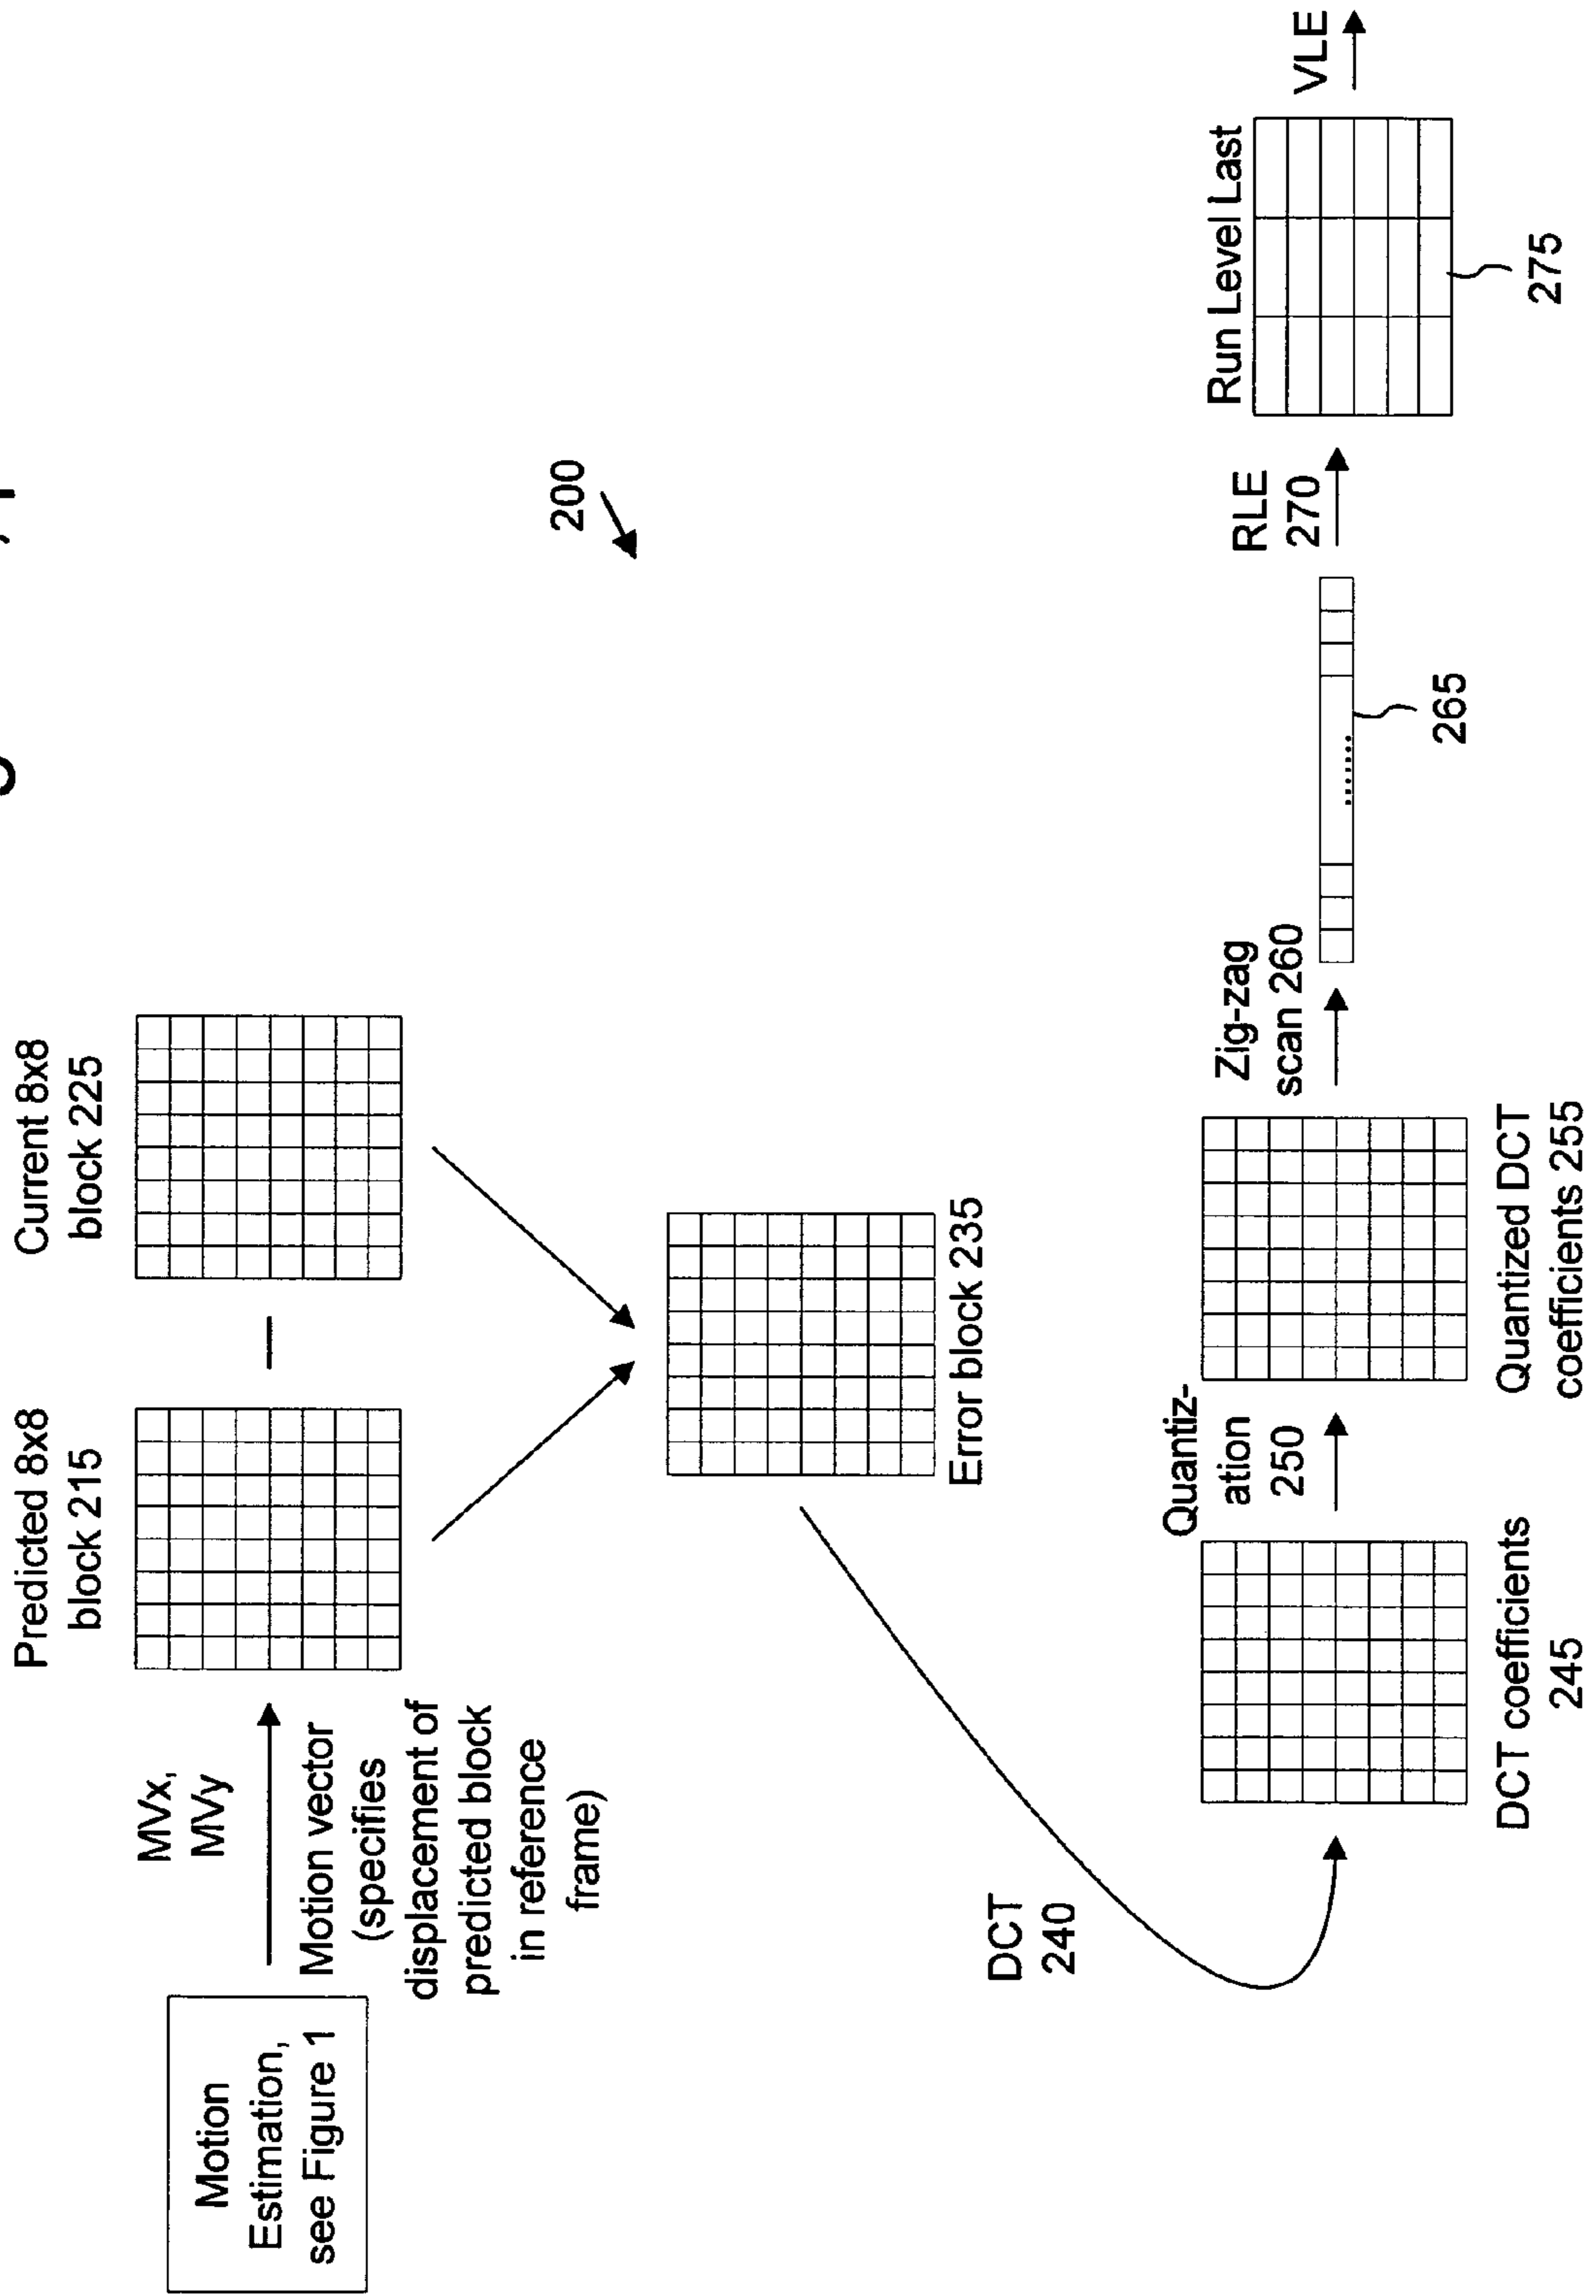 Motion
Estimation,
see Figure 1
MVx,
MVy
Motion vector
(specifies
displacement of
predicted block
in reference
frame)
Predicted 8x8
block 215
Current 8x8
block 225
200
Error block 235
DCT
240
DCT coefficients
245
Quantiz-
ation
250
Quantized DCT
coefficients 255
Zig-zag
scan 260
265
RLE
270
Run Level Last
275
VLE